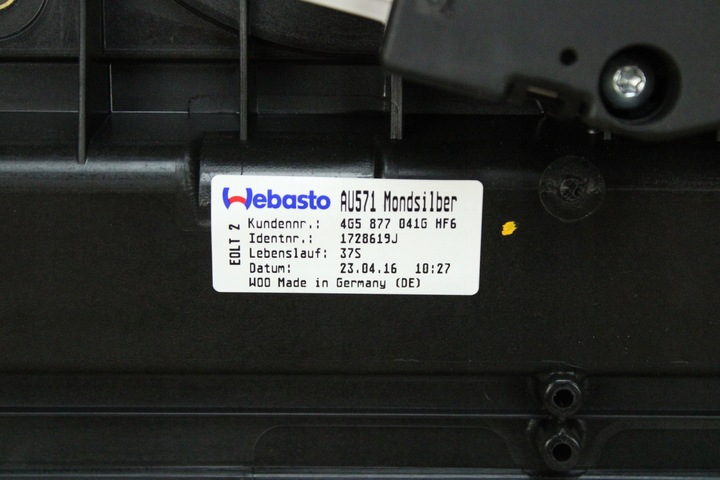 Webasto AU571 Mondsilber
EOLT 2
Kundennr.: 4G5 877 041G HF6
Identnr.: 1728619J
Lebenslauf: 37S
Datum: 23.04.16 10:27
WOO Made in Germany (DE)